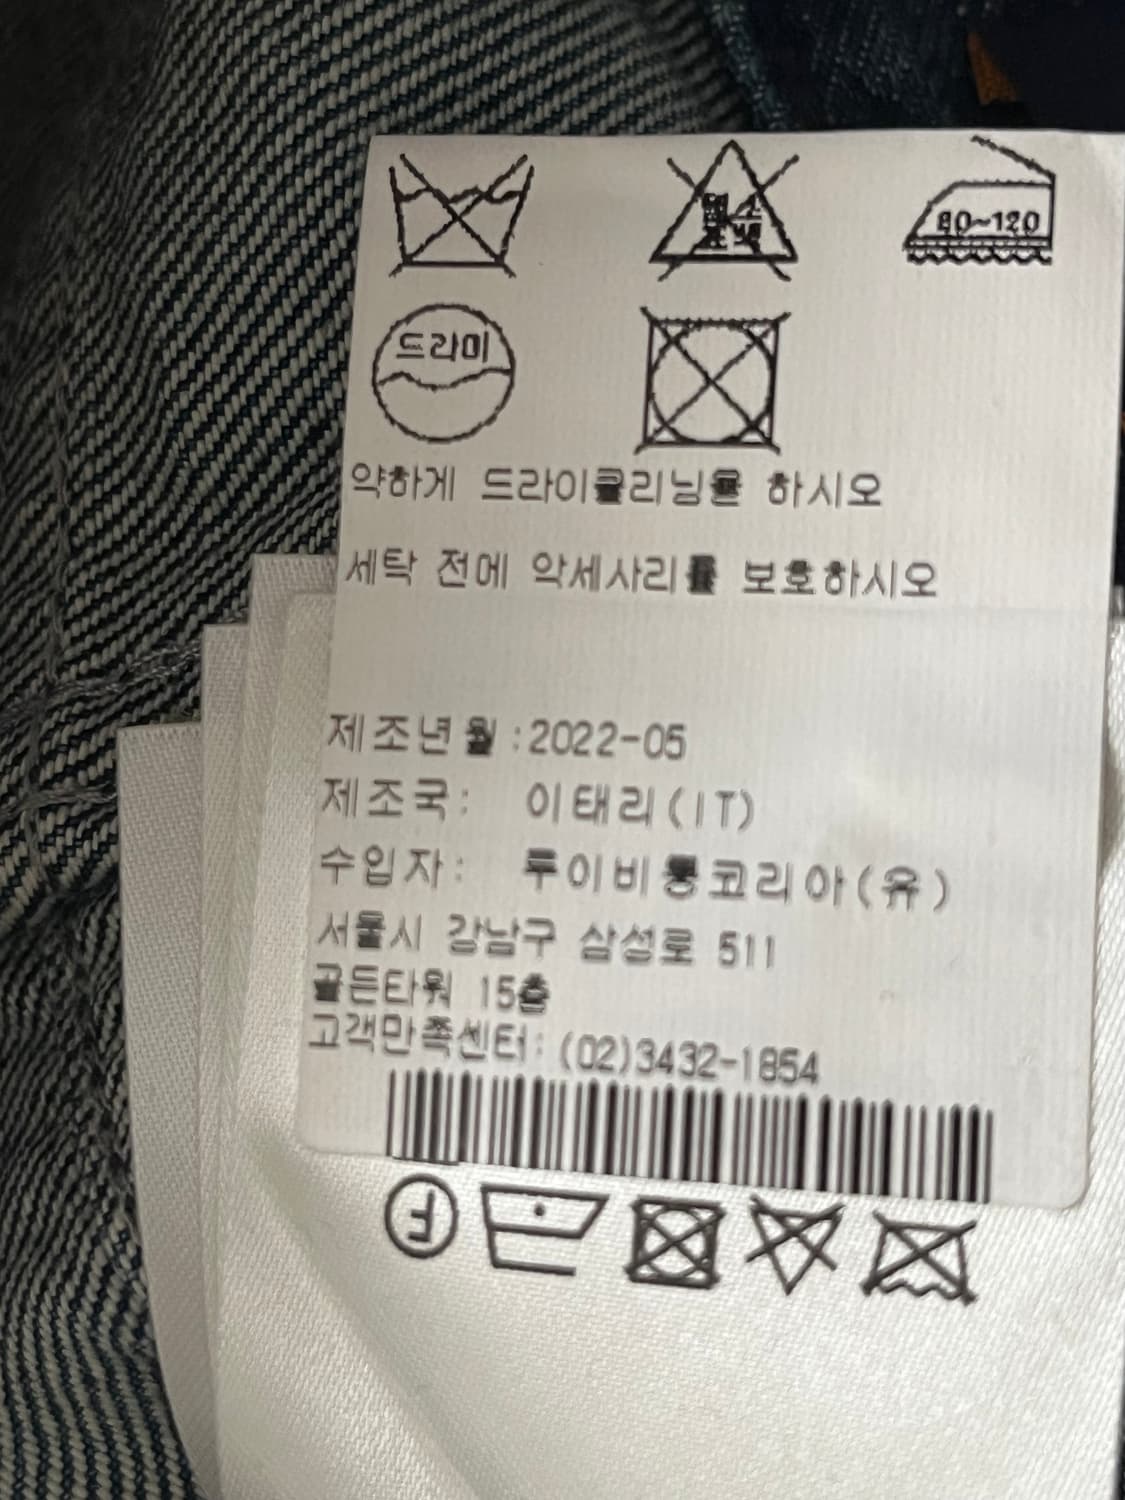 염소
표백
80~120
드라이
약하게 드라이클리닝을 하시오
세탁 전에 악세사리를 보호하시오
제조년월:2022-05
제조국: 이태리(IT)
수입자: 루이비통코리아(유)
서울시 강남구 삼성로 511
골든타워 15층
고객만족센터: (02)3432-1854
F